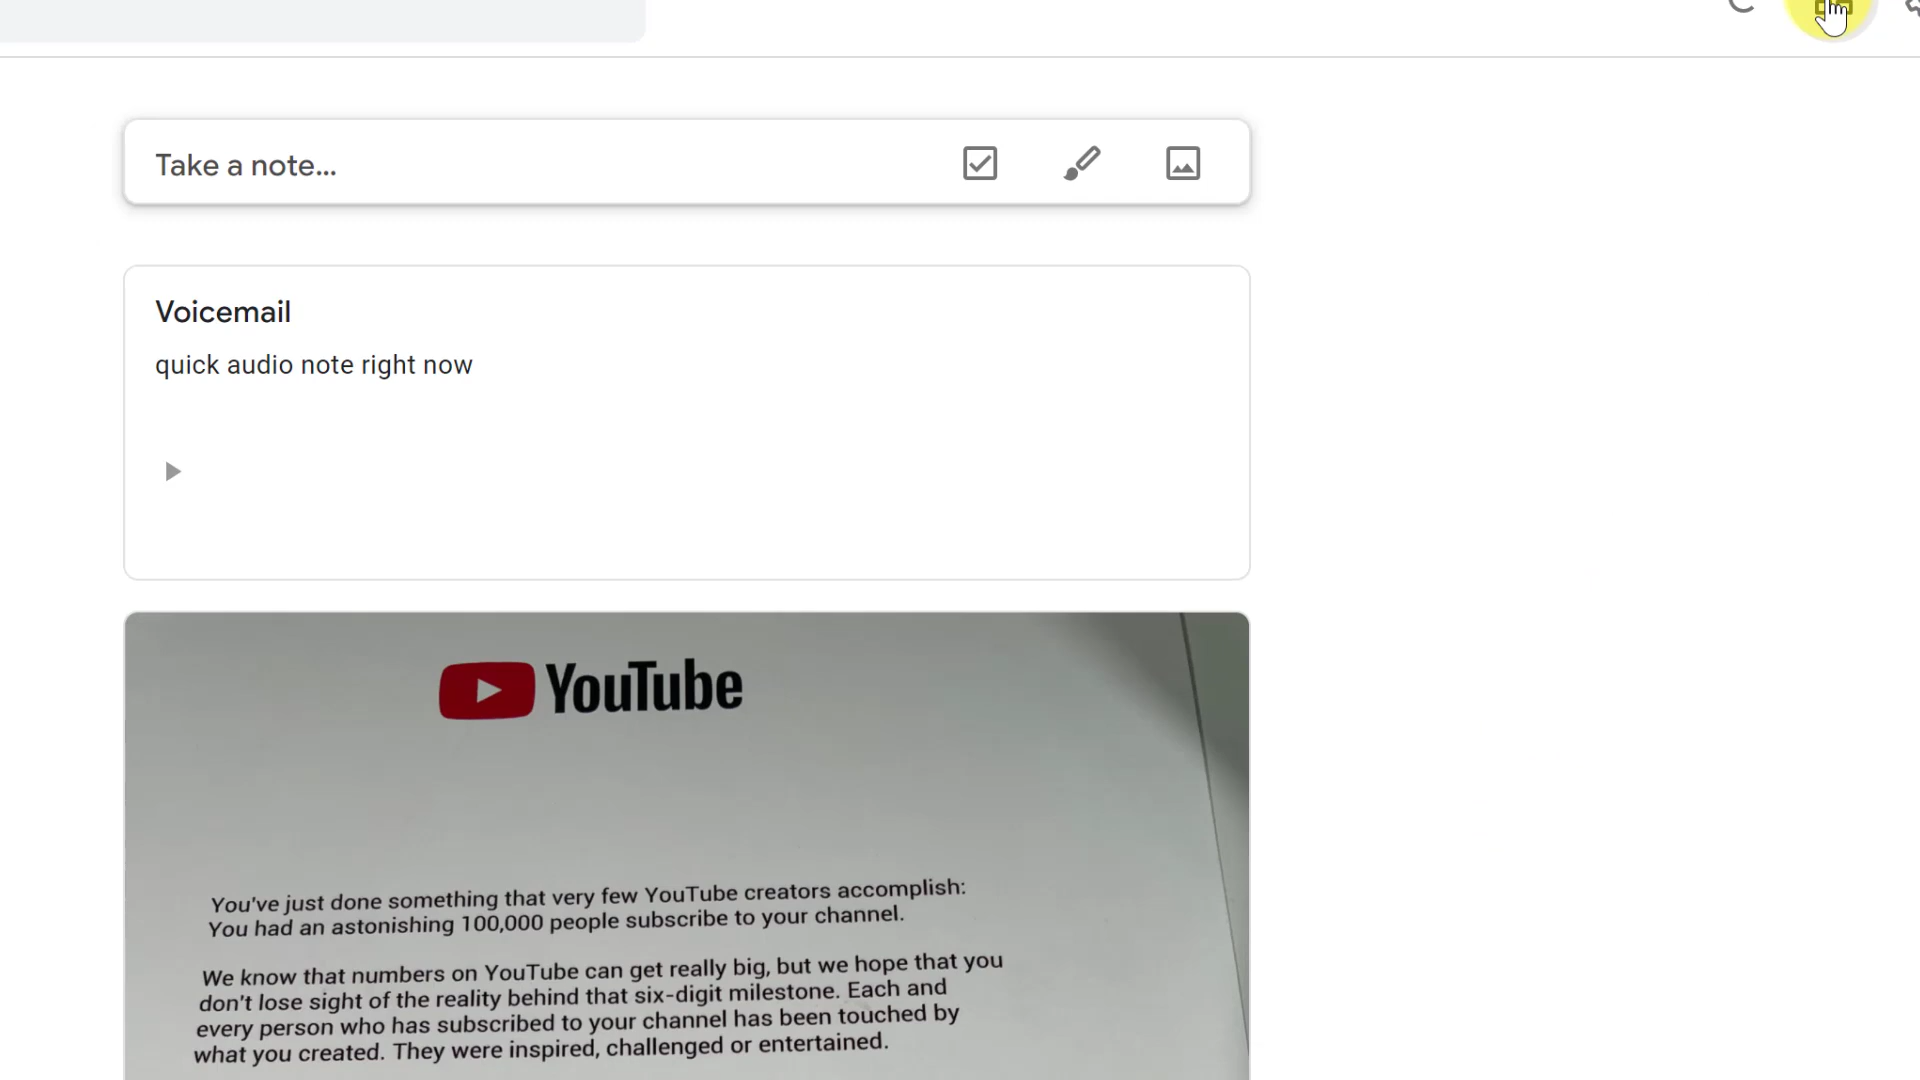 Take a note...
Voicemail
quick audio note right now
YouTube
You've just done something that very few YouTube creators accomplish:
You had an astonishing 100,000 people subscribe to your channel.
We know that numbers on YouTube can get really big, but we hope that you
don't lose sight of the reality behind that six-digit milestone. Each and
every person who has subscribed to your channel has been touched by
what you created. They were inspired, challenged or entertained.